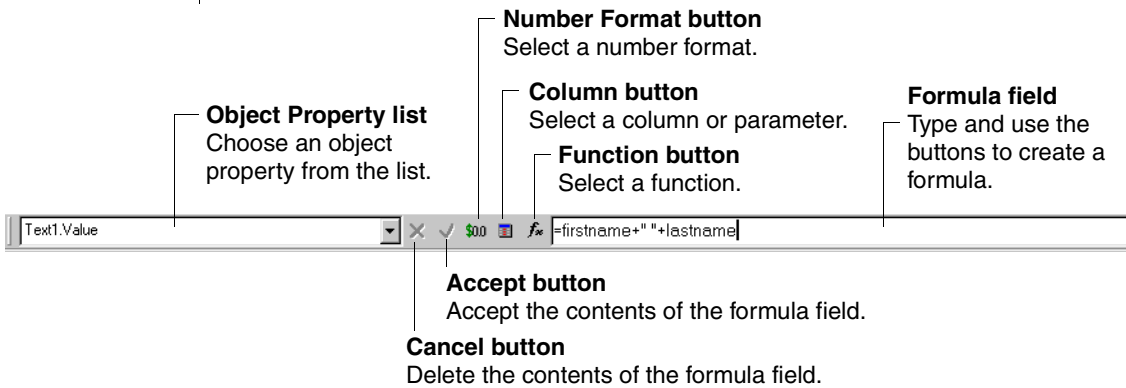 Number Format button
Select a number format.
Column button
Select a column or parameter.
Formula field
Type and use the
buttons to create a
formula.
Object Property list
Choose an object
property from the list.
Function button
Select a function.
Text1.Value
$0.0
fx
=firstname+" "+lastname
Accept button
Accept the contents of the formula field.
Cancel button
Delete the contents of the formula field.